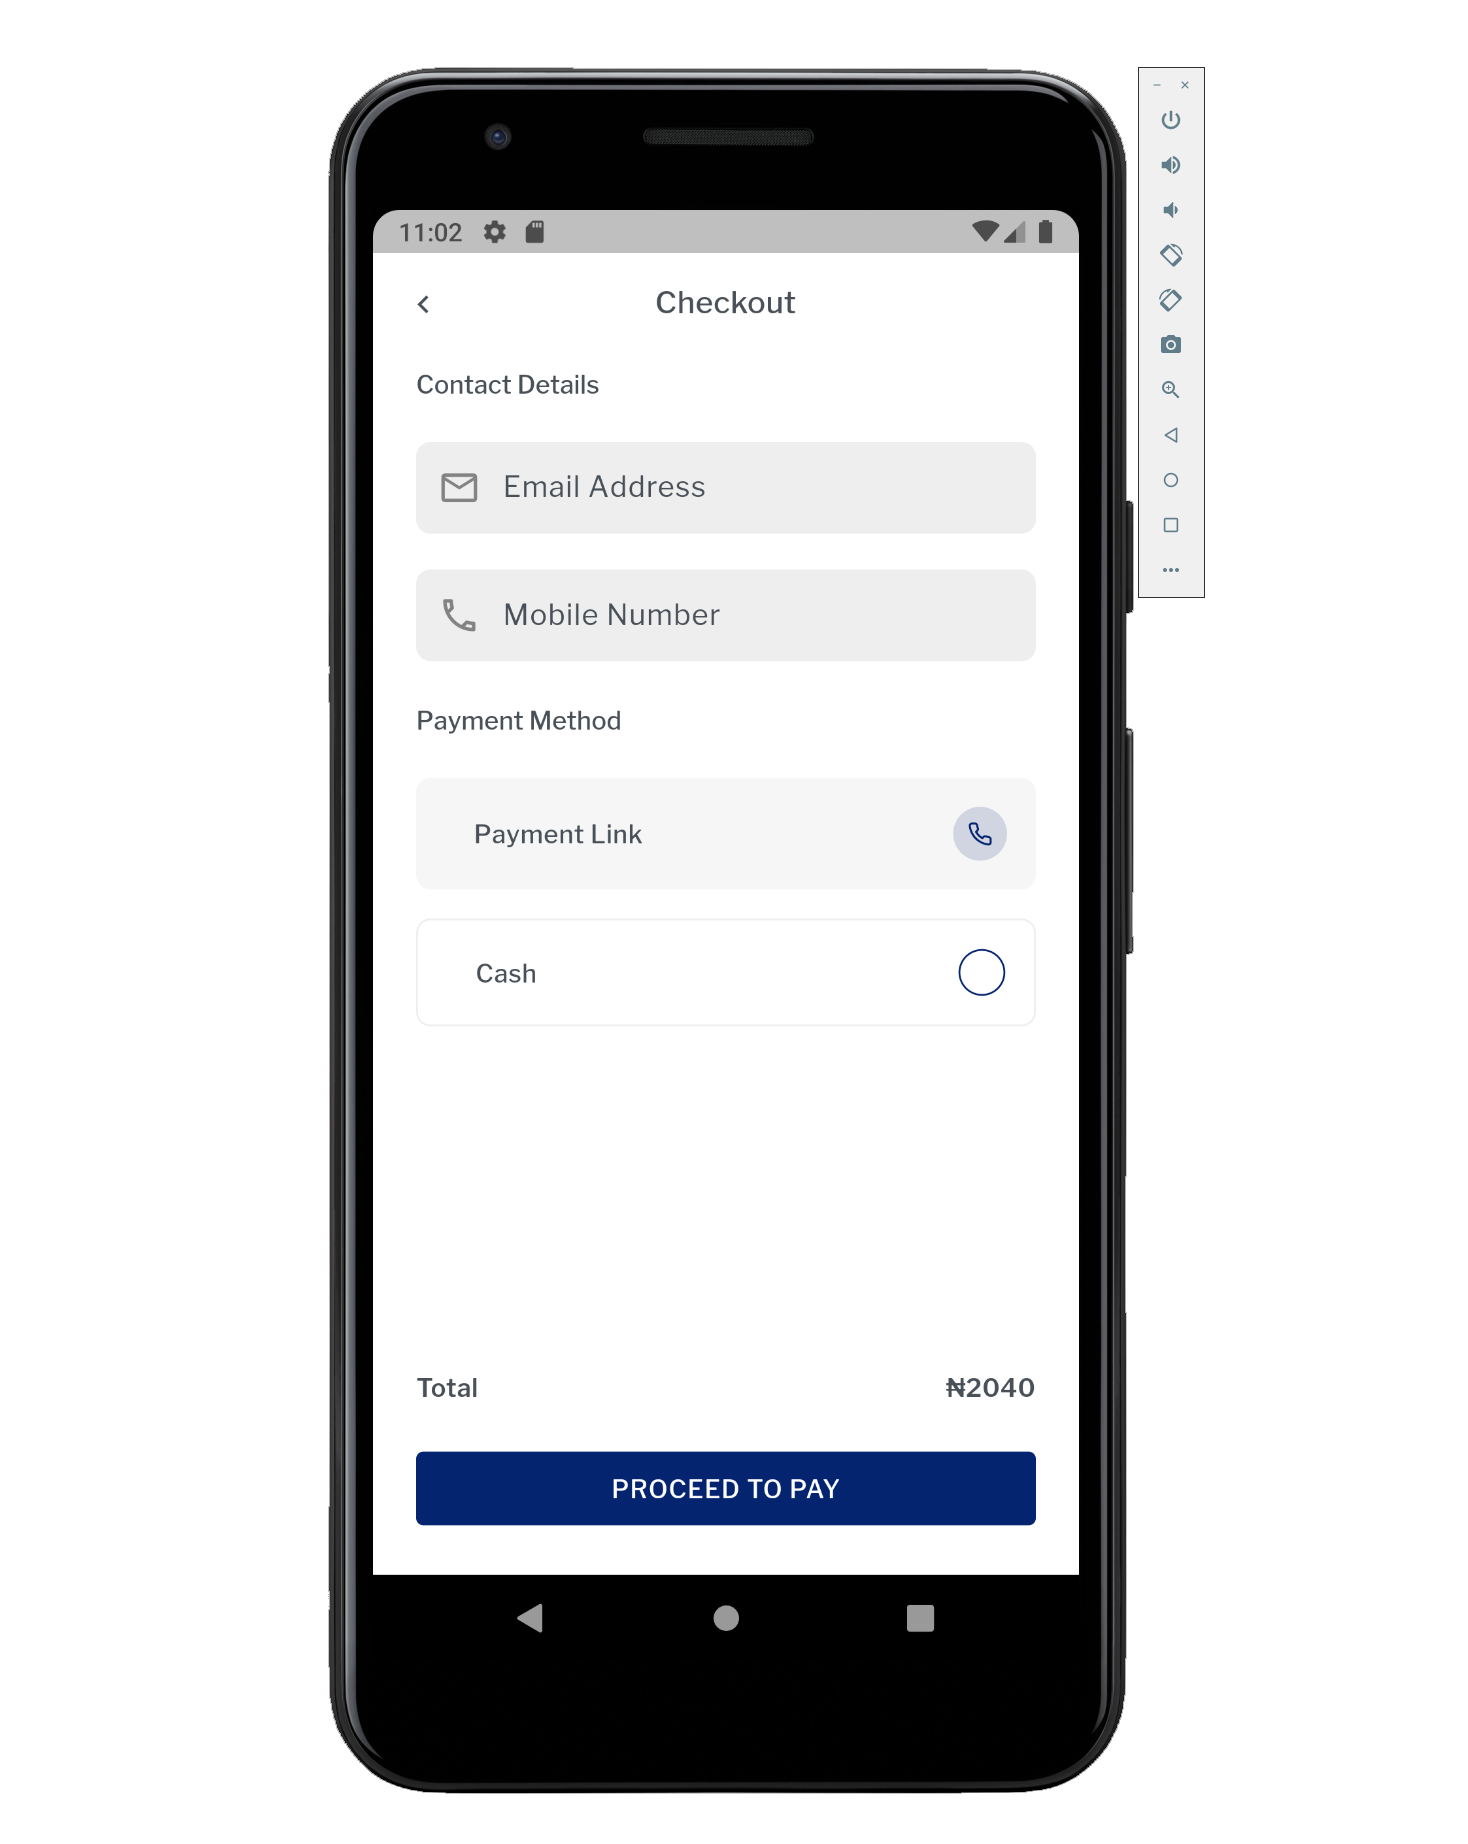 11:02
Checkout
Contact Details
Email Address
Mobile Number
Payment Method
Payment Link
Cash
Total ₦2040
PROCEED TO PAY